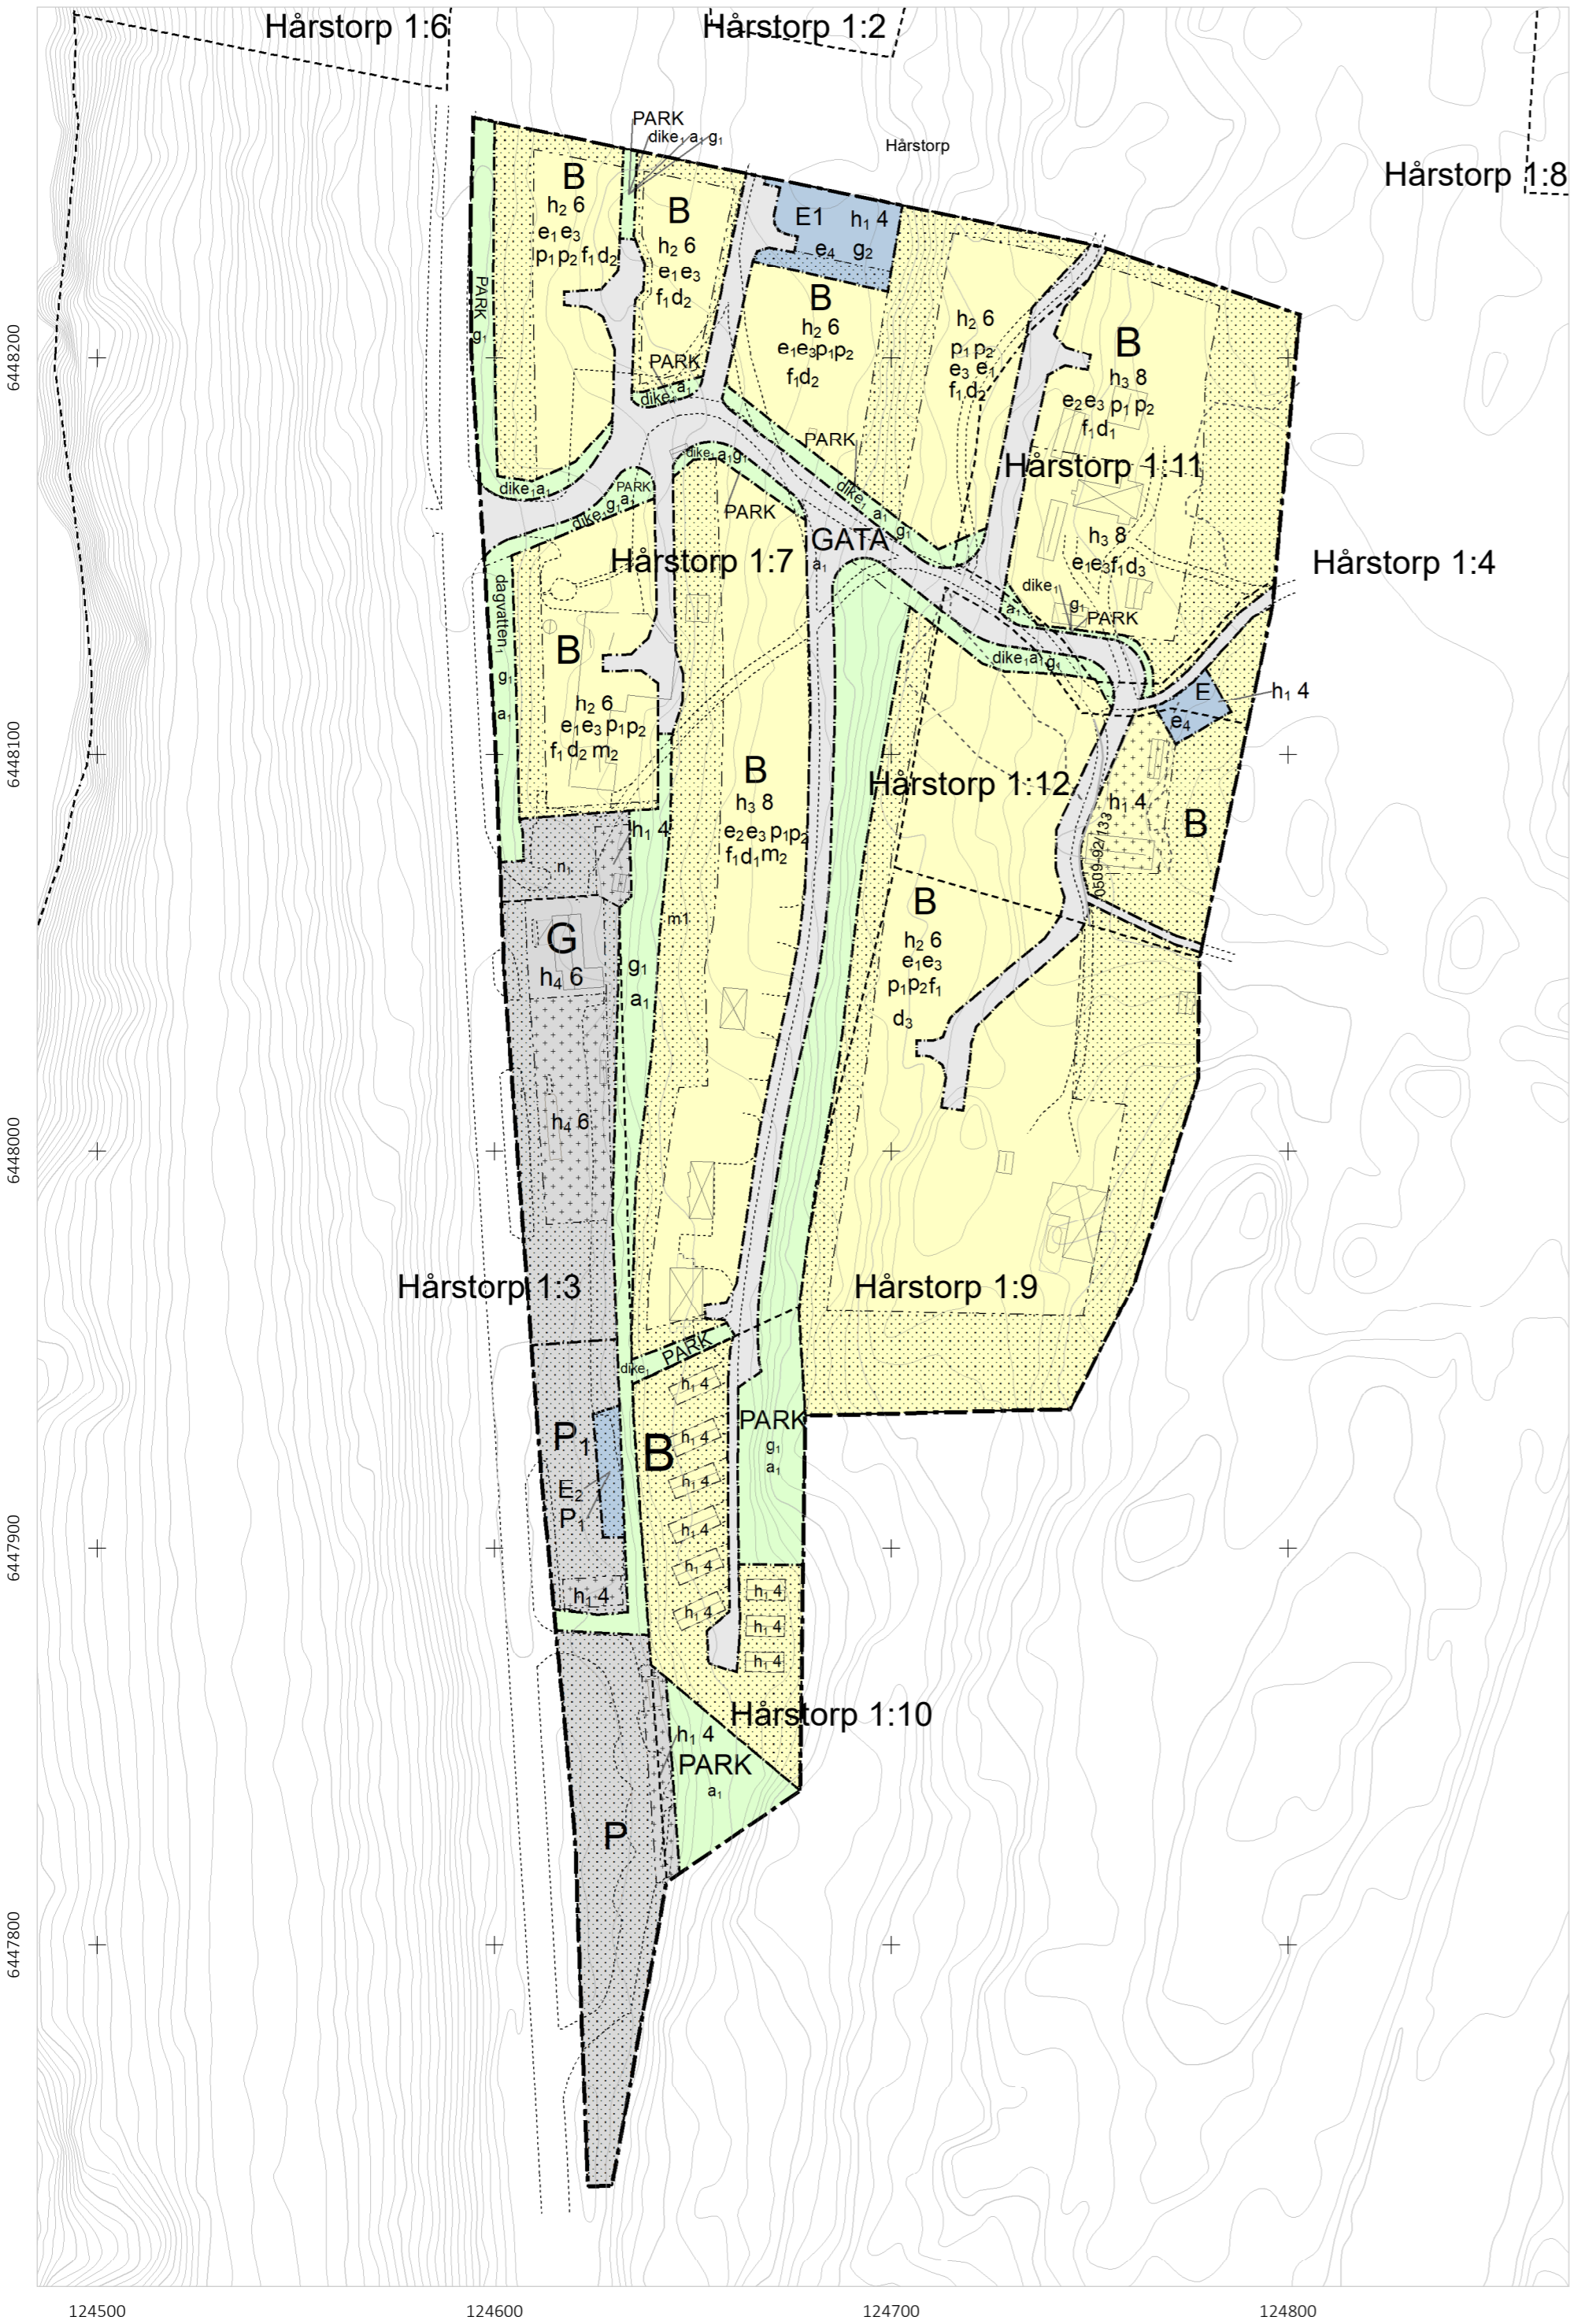 Hårstorp 1:6
Hårstorp 1:2
PARK
dike₁ a₁ g₁
Hårstorp
Hårstorp 1:8
B
h₂ 6
e₁ e₃
p₁ p₂ f₁ d₂
B
h₂ 6
e₁ e₃
f₁ d₂
E1 h₁ 4
e₄ g₂
PARK
g₁
B
h₂ 6
e₁ e₃ p₁ p₂
f₁ d₂
h₂ 6
p₁ p₂
e₃ e₁
f₁ d₂
B
h₃ 8
e₂ e₃ p₁ p₂
f₁ d₁
6448200
PARK
dike₁ a₁
PARK
dike₁ a₁ g₁
Hårstorp 1:11
dike₁ a₁
PARK
dike₁ g₁ a₁
PARK
dike₁ a₁
g₁
GATA
a₁
h₃ 8
e₁ e₃ f₁ d₃
Hårstorp 1:7
Hårstorp 1:4
dike₁
g₁
a₁
PARK
dagvatten₁
g₁
a₁
B
h₂ 6
e₁ e₃ p₁ p₂
f₁ d₂ m₂
dike₁ a₁ g₁
E
e₄
h₁ 4
6448100
B
h₃ 8
e₂ e₃ p₁ p₂
f₁ d₁ m₂
Hårstorp 1:12
h₁ 4
B
0509-92/133
h₁ 4
n₁
G
h₄ 6
m1
g₁
a₁
B
h₂ 6
e₁ e₃
p₁ p₂ f₁
d₃
h₄ 6
6448000
Hårstorp 1:3
Hårstorp 1:9
dike₁
PARK
h₁ 4
P₁
B
h₁ 4
PARK
g₁
a₁
h₁ 4
E₂
P₁
h₁ 4
6447900
h₁ 4
h₁ 4
h₁ 4
h₁ 4
h₁ 4
h₁ 4
Hårstorp 1:10
h₁ 4
PARK
a₁
P
6447800
124500
124600
124700
124800